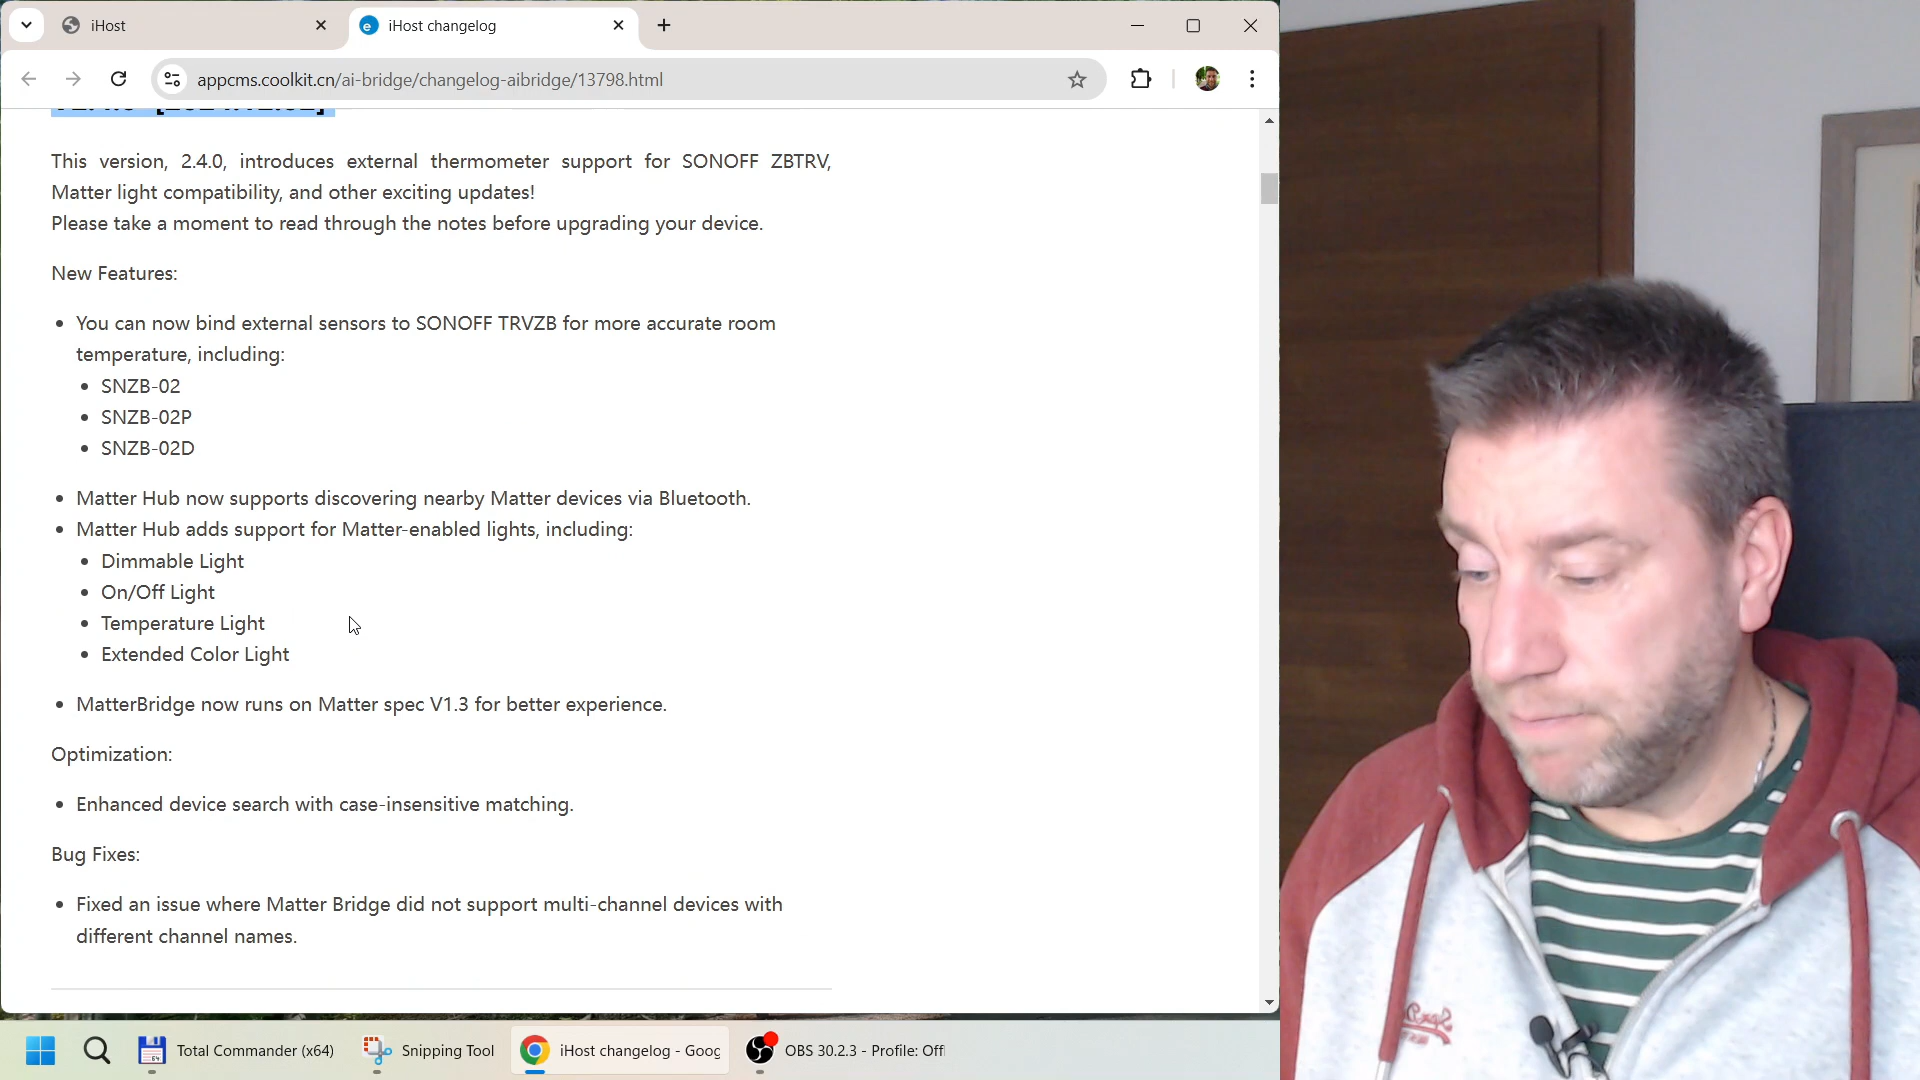 iHost
iHost changelog
appcms.coolkit.cn/ai-bridge/changelog-aibridge/13798.html
This version, 2.4.0, introduces external thermometer support for SONOFF ZBTRV,
Matter light compatibility, and other exciting updates!
Please take a moment to read through the notes before upgrading your device.
New Features:
You can now bind external sensors to SONOFF TRVZB for more accurate room
temperature, including:
SNZB-02
SNZB-02P
SNZB-02D
Matter Hub now supports discovering nearby Matter devices via Bluetooth.
Matter Hub adds support for Matter-enabled lights, including:
Dimmable Light
On/Off Light
Temperature Light
Extended Color Light
MatterBridge now runs on Matter spec V1.3 for better experience.
Optimization:
Enhanced device search with case-insensitive matching.
Bug Fixes:
Fixed an issue where Matter Bridge did not support multi-channel devices with
different channel names.
Total Commander (x64)
Snipping Tool
iHost changelog - Goog
OBS 30.2.3 - Profile: Off